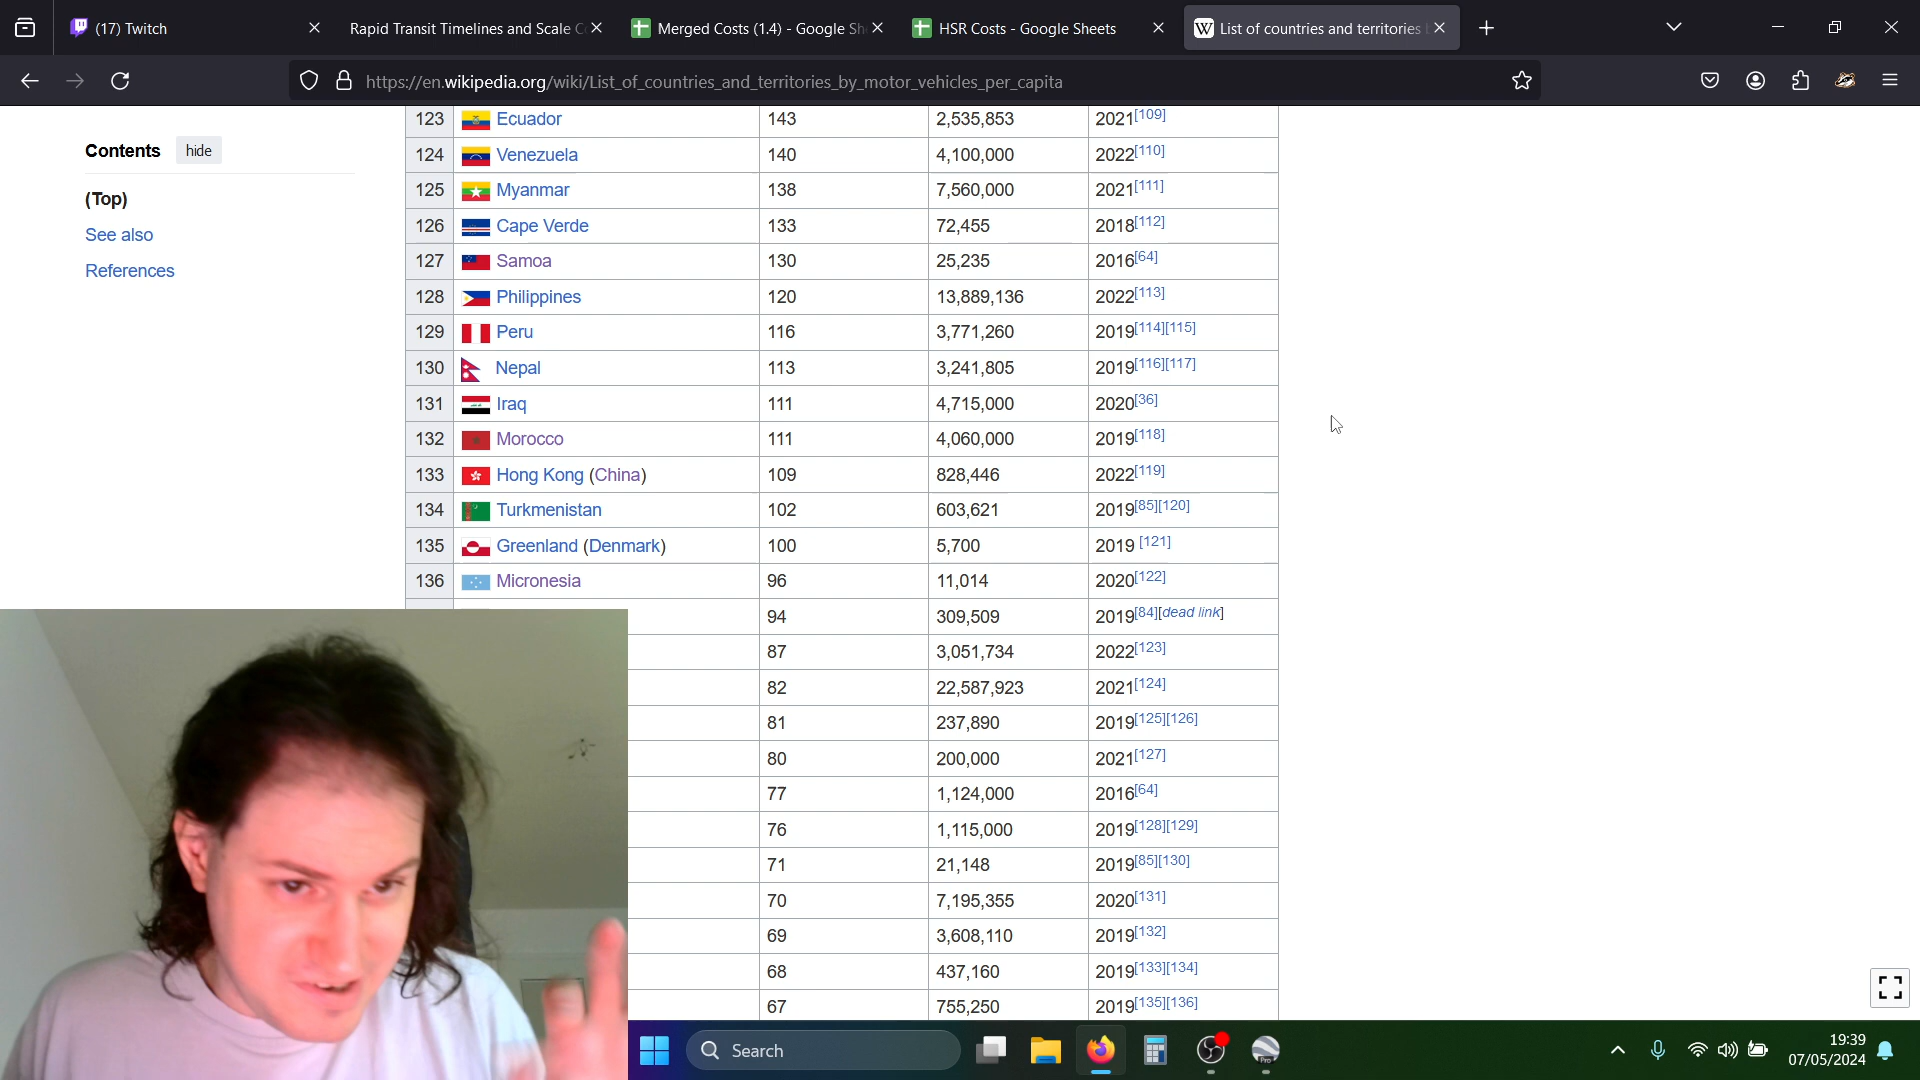 (17) Twitch
Rapid Transit Timelines and Scale C
Merged Costs (1.4) - Google Sh
HSR Costs - Google Sheets
List of countries and territories
https://en.wikipedia.org/wiki/List_of_countries_and_territories_by_motor_vehicles_per_capita
Contents hide
(Top)
See also
References
123 Ecuador 143 2,535,853 2021[109]
124 Venezuela 140 4,100,000 2022[110]
125 Myanmar 138 7,560,000 2021[111]
126 Cape Verde 133 72,455 2018[112]
127 Samoa 130 25,235 2016[64]
128 Philippines 120 13,889,136 2022[113]
129 Peru 116 3,771,260 2019[114][115]
130 Nepal 113 3,241,805 2019[116][117]
131 Iraq 111 4,715,000 2020[36]
132 Morocco 111 4,060,000 2019[118]
133 Hong Kong (China) 109 828,446 2022[119]
134 Turkmenistan 102 603,621 2019[85][120]
135 Greenland (Denmark) 100 5,700 2019 [121]
136 Micronesia 96 11,014 2020[122]
94 309,509 2019[84][dead link]
87 3,051,734 2022[123]
82 22,587,923 2021[124]
81 237,890 2019[125][126]
80 200,000 2021[127]
77 1,124,000 2016[64]
76 1,115,000 2019[128][129]
71 21,148 2019[85][130]
70 7,195,355 2020[131]
69 3,608,110 2019[132]
68 437,160 2019[133][134]
67 755,250 2019[135][136]
Search
Pro
19:39
07/05/2024